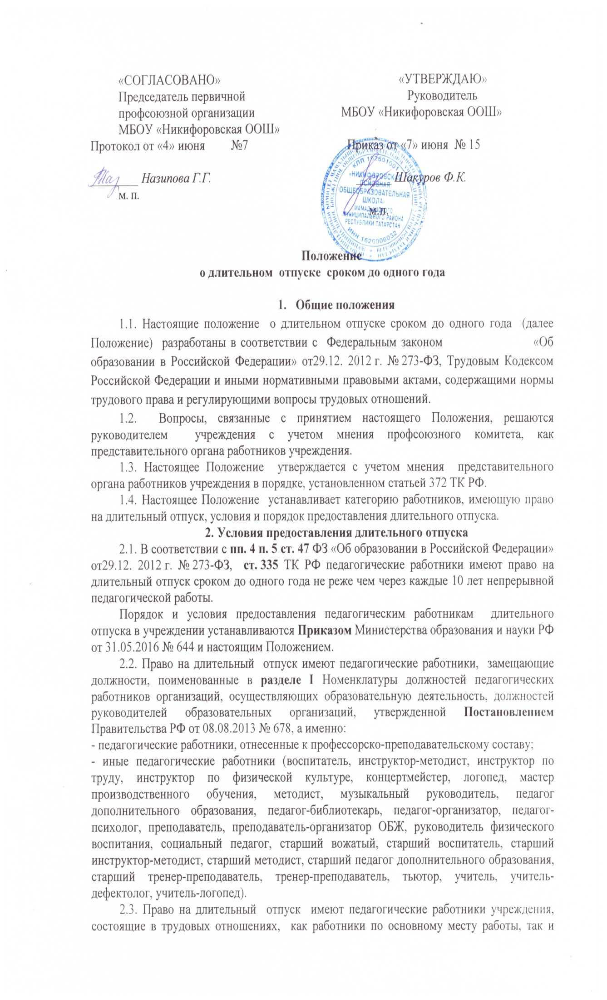 «СОГЛАСОВАНО»
Председатель первичной
профсоюзной организации
МБОУ «Никифоровская ООШ»
Протокол от «4» июня №7
Назипова Г.Г.
м. п.
«УТВЕРЖДАЮ»
Руководитель
МБОУ «Никифоровская ООШ»
Приказ от «7» июня № 15
Шакуров Ф.К.
м.п.
КПП 162601001
«НИКИФОРОВСКАЯ
ОСНОВНАЯ
ОБЩЕОБРАЗОВАТЕЛЬНАЯ
ШКОЛА»
МАМАДЫШСКОГО
МУНИЦИПАЛЬНОГО РАЙОНА
РЕСПУБЛИКИ ТАТАРСТАН
ИНН 1626006032
Положение
о длительном отпуске сроком до одного года
1. Общие положения
1.1. Настоящие положение о длительном отпуске сроком до одного года (далее
Положение) разработаны в соответствии с Федеральным законом «Об
образовании в Российской Федерации» от29.12. 2012 г. № 273-ФЗ, Трудовым Кодексом
Российской Федерации и иными нормативными правовыми актами, содержащими нормы
трудового права и регулирующими вопросы трудовых отношений.
1.2. Вопросы, связанные с принятием настоящего Положения, решаются
руководителем учреждения с учетом мнения профсоюзного комитета, как
представительного органа работников учреждения.
1.3. Настоящее Положение утверждается с учетом мнения представительного
органа работников учреждения в порядке, установленном статьей 372 ТК РФ.
1.4. Настоящее Положение устанавливает категорию работников, имеющую право
на длительный отпуск, условия и порядок предоставления длительного отпуска.
2. Условия предоставления длительного отпуска
2.1. В соответствии с пп. 4 п. 5 ст. 47 ФЗ «Об образовании в Российской Федерации»
от29.12. 2012 г. № 273-ФЗ, ст. 335 ТК РФ педагогические работники имеют право на
длительный отпуск сроком до одного года не реже чем через каждые 10 лет непрерывной
педагогической работы.
Порядок и условия предоставления педагогическим работникам длительного
отпуска в учреждении устанавливаются Приказом Министерства образования и науки РФ
от 31.05.2016 № 644 и настоящим Положением.
2.2. Право на длительный отпуск имеют педагогические работники, замещающие
должности, поименованные в разделе I Номенклатуры должностей педагогических
работников организаций, осуществляющих образовательную деятельность, должностей
руководителей образовательных организаций, утвержденной Постановлением
Правительства РФ от 08.08.2013 № 678, а именно:
- педагогические работники, отнесенные к профессорско-преподавательскому составу;
- иные педагогические работники (воспитатель, инструктор-методист, инструктор по
труду, инструктор по физической культуре, концертмейстер, логопед, мастер
производственного обучения, методист, музыкальный руководитель, педагог
дополнительного образования, педагог-библиотекарь, педагог-организатор, педагог-
психолог, преподаватель, преподаватель-организатор ОБЖ, руководитель физического
воспитания, социальный педагог, старший вожатый, старший воспитатель, старший
инструктор-методист, старший методист, старший педагог дополнительного образования,
старший тренер-преподаватель, тренер-преподаватель, тьютор, учитель, учитель-
дефектолог, учитель-логопед).
2.3. Право на длительный отпуск имеют педагогические работники учреждения,
состоящие в трудовых отношениях, как работники по основному месту работы, так и